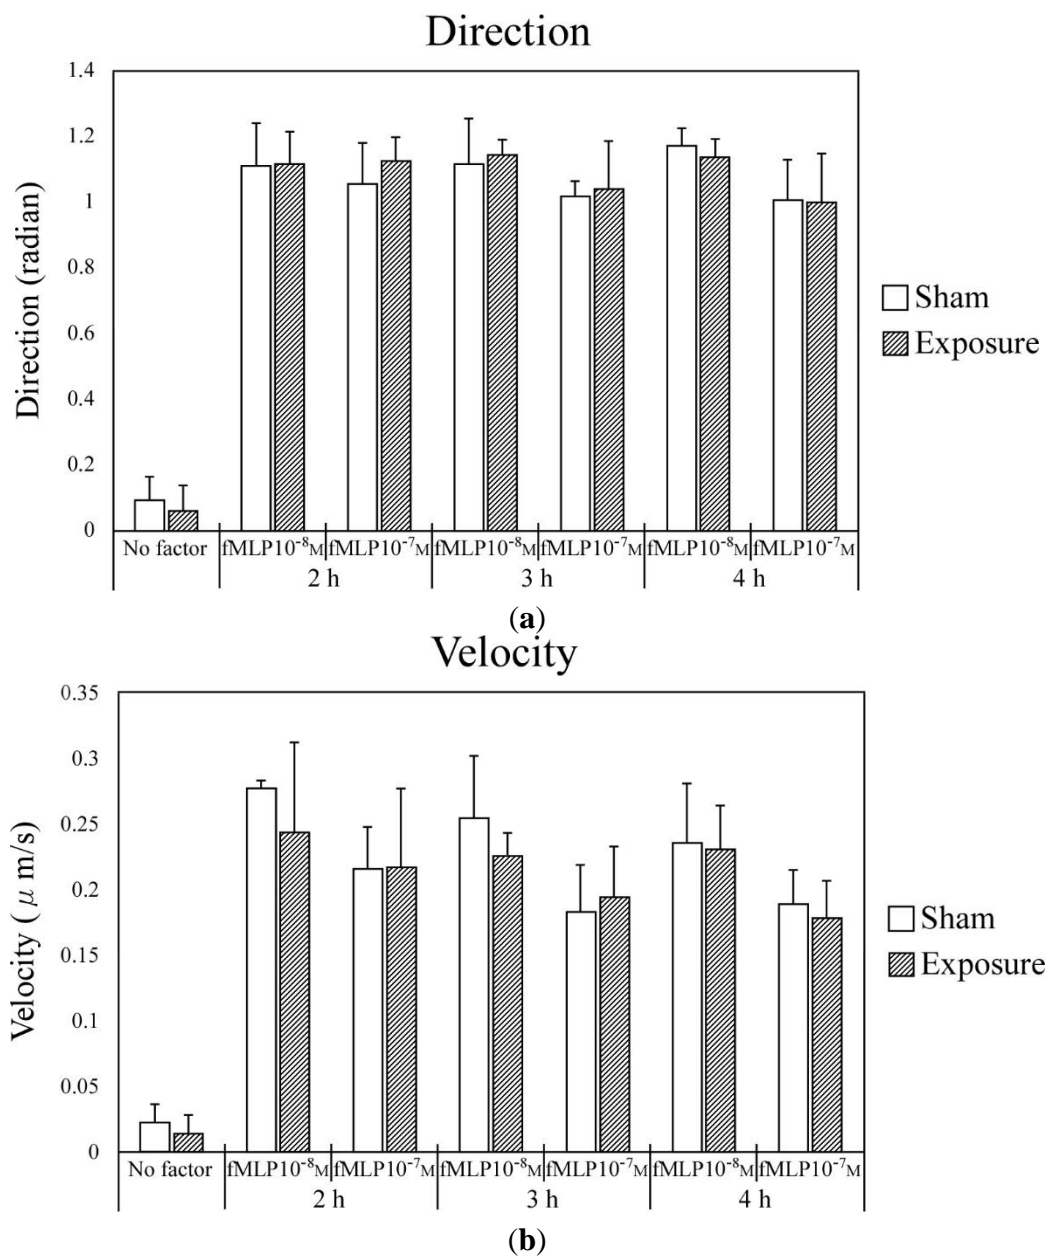 Direction
1.4
1.2
1
0.8
0.6
0.4
0.2
0
Direction (radian)
Sham
Exposure
No factor fMLP10⁻⁸M fMLP10⁻⁷M fMLP10⁻⁸M fMLP10⁻⁷M fMLP10⁻⁸M fMLP10⁻⁷M
2 h 3 h 4 h
(a)
Velocity
0.35
0.3
0.25
0.2
0.15
0.1
0.05
0
Velocity ( μ m/s)
Sham
Exposure
No factor fMLP10⁻⁸M fMLP10⁻⁷M fMLP10⁻⁸M fMLP10⁻⁷M fMLP10⁻⁸M fMLP10⁻⁷M
2 h 3 h 4 h
(b)